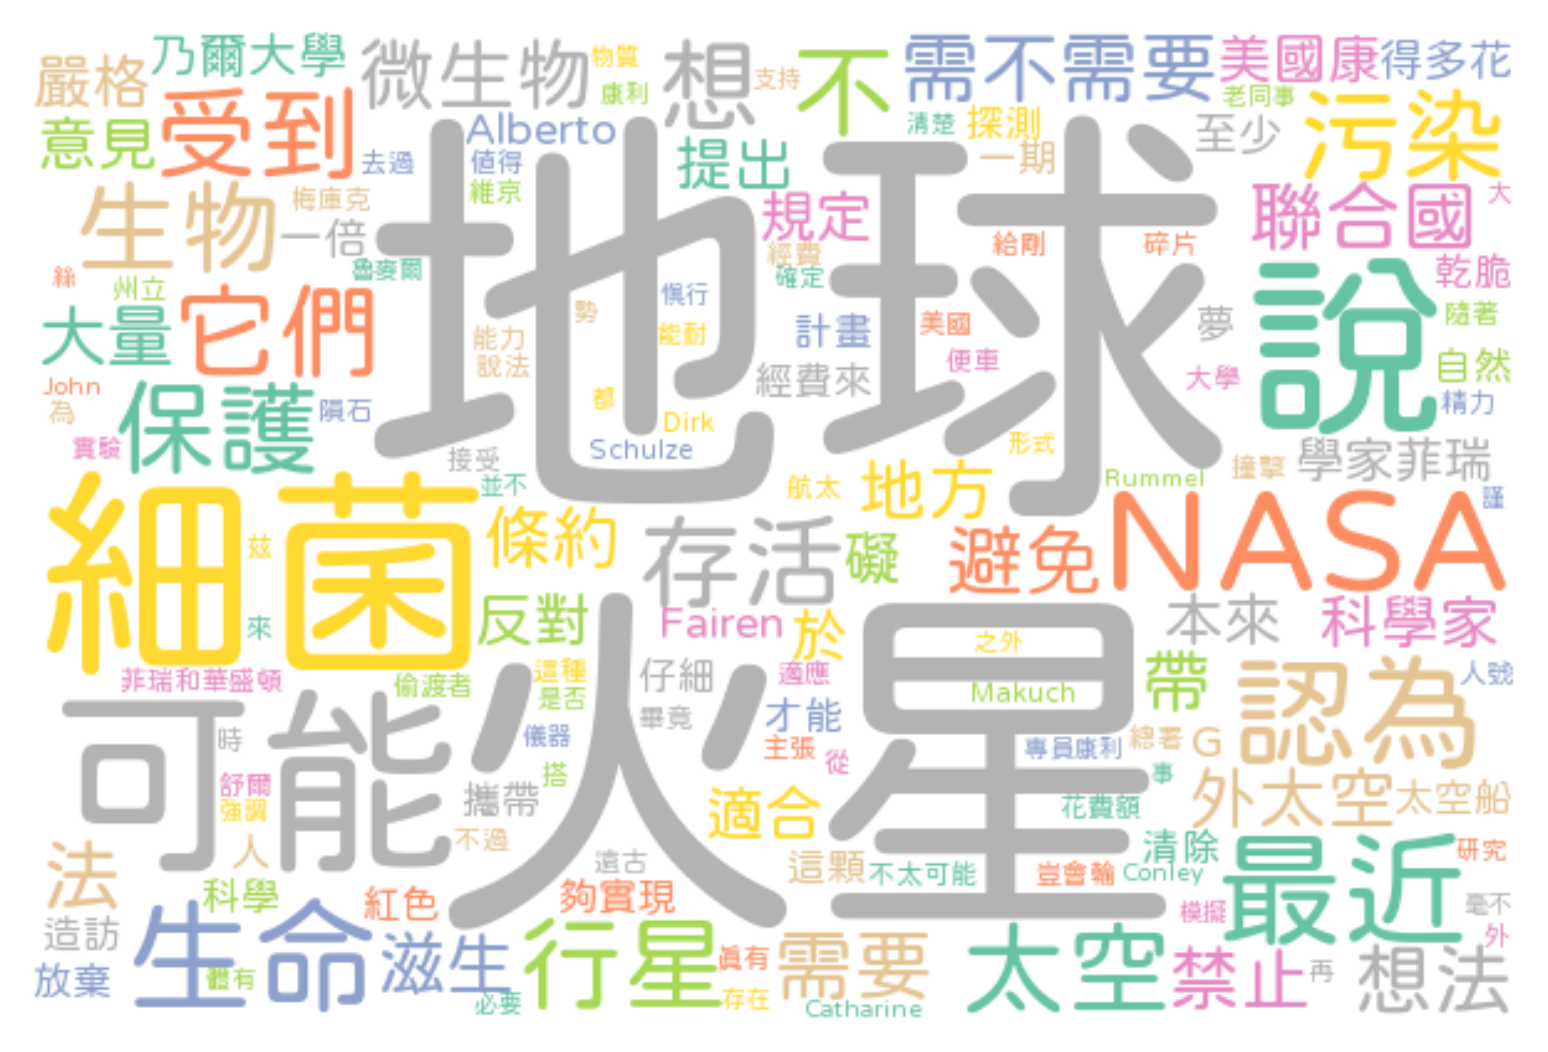 嚴格
乃爾大學
微生物
物質
康利
想
支持
不
需不需要
美國康
得多花
老同事
意見
受到
去過
Alberto
值得
維京
提出
清楚
探測
一期
至少
污染
生物
梅庫克
一倍
魯麥爾
規定
經費
確定
給剛
碎片
聯合國
大
絲
州立
地球
慎行
勢
能力
能耐
說法
計畫
美國
便車
經費來
夢
大學
說
乾脆
隨著
自然
精力
大量
它們
John
為
保護
隕石
實驗
都
Dirk
Schulze
接受
並不
形式
航太
地方
Rummel
撞擊
學家菲瑞
謹
細菌
茲
來
條約
存活
礙
避免
NASA
反對
Fairen
於
本來
科學家
菲瑞和華盛頓
偷渡者
這種
是否
仔細
適應
之外
Makuch
帶
認為
人號
可能
時
火星
儀器
畢竟
才能
主張
從
專員康利
總署
G
事
舒爾
強調
搭
攜帶
適合
花費額
外太空
太空船
法
人
不過
遠古
這顆
不太可能
豈會輪
清除
Conley
最近
研究
科學
紅色
夠實現
模擬
毫不
外
造訪
生命
滋生
行星
真有
需要
太空
禁止
再
想法
放棄
體有
必要
存在
Catharine